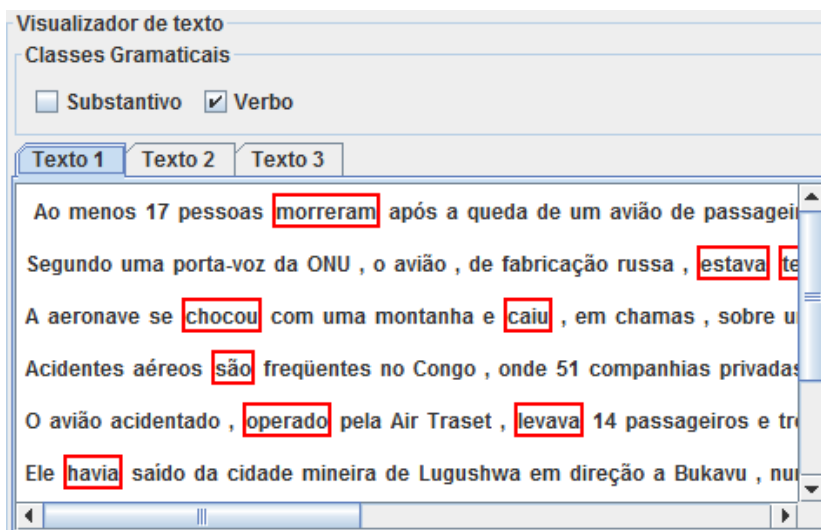 Visualizador de texto
Classes Gramaticais
Substantivo Verbo
Texto 1 Texto 2 Texto 3
Ao menos 17 pessoas morreram após a queda de um avião de passagei
Segundo uma porta-voz da ONU , o avião , de fabricação russa , estava te
A aeronave se chocou com uma montanha e caiu , em chamas , sobre u
Acidentes aéreos são freqüentes no Congo , onde 51 companhias privadas
O avião acidentado , operado pela Air Traset , levava 14 passageiros e tr
Ele havia saído da cidade mineira de Lugushwa em direção a Bukavu , nu